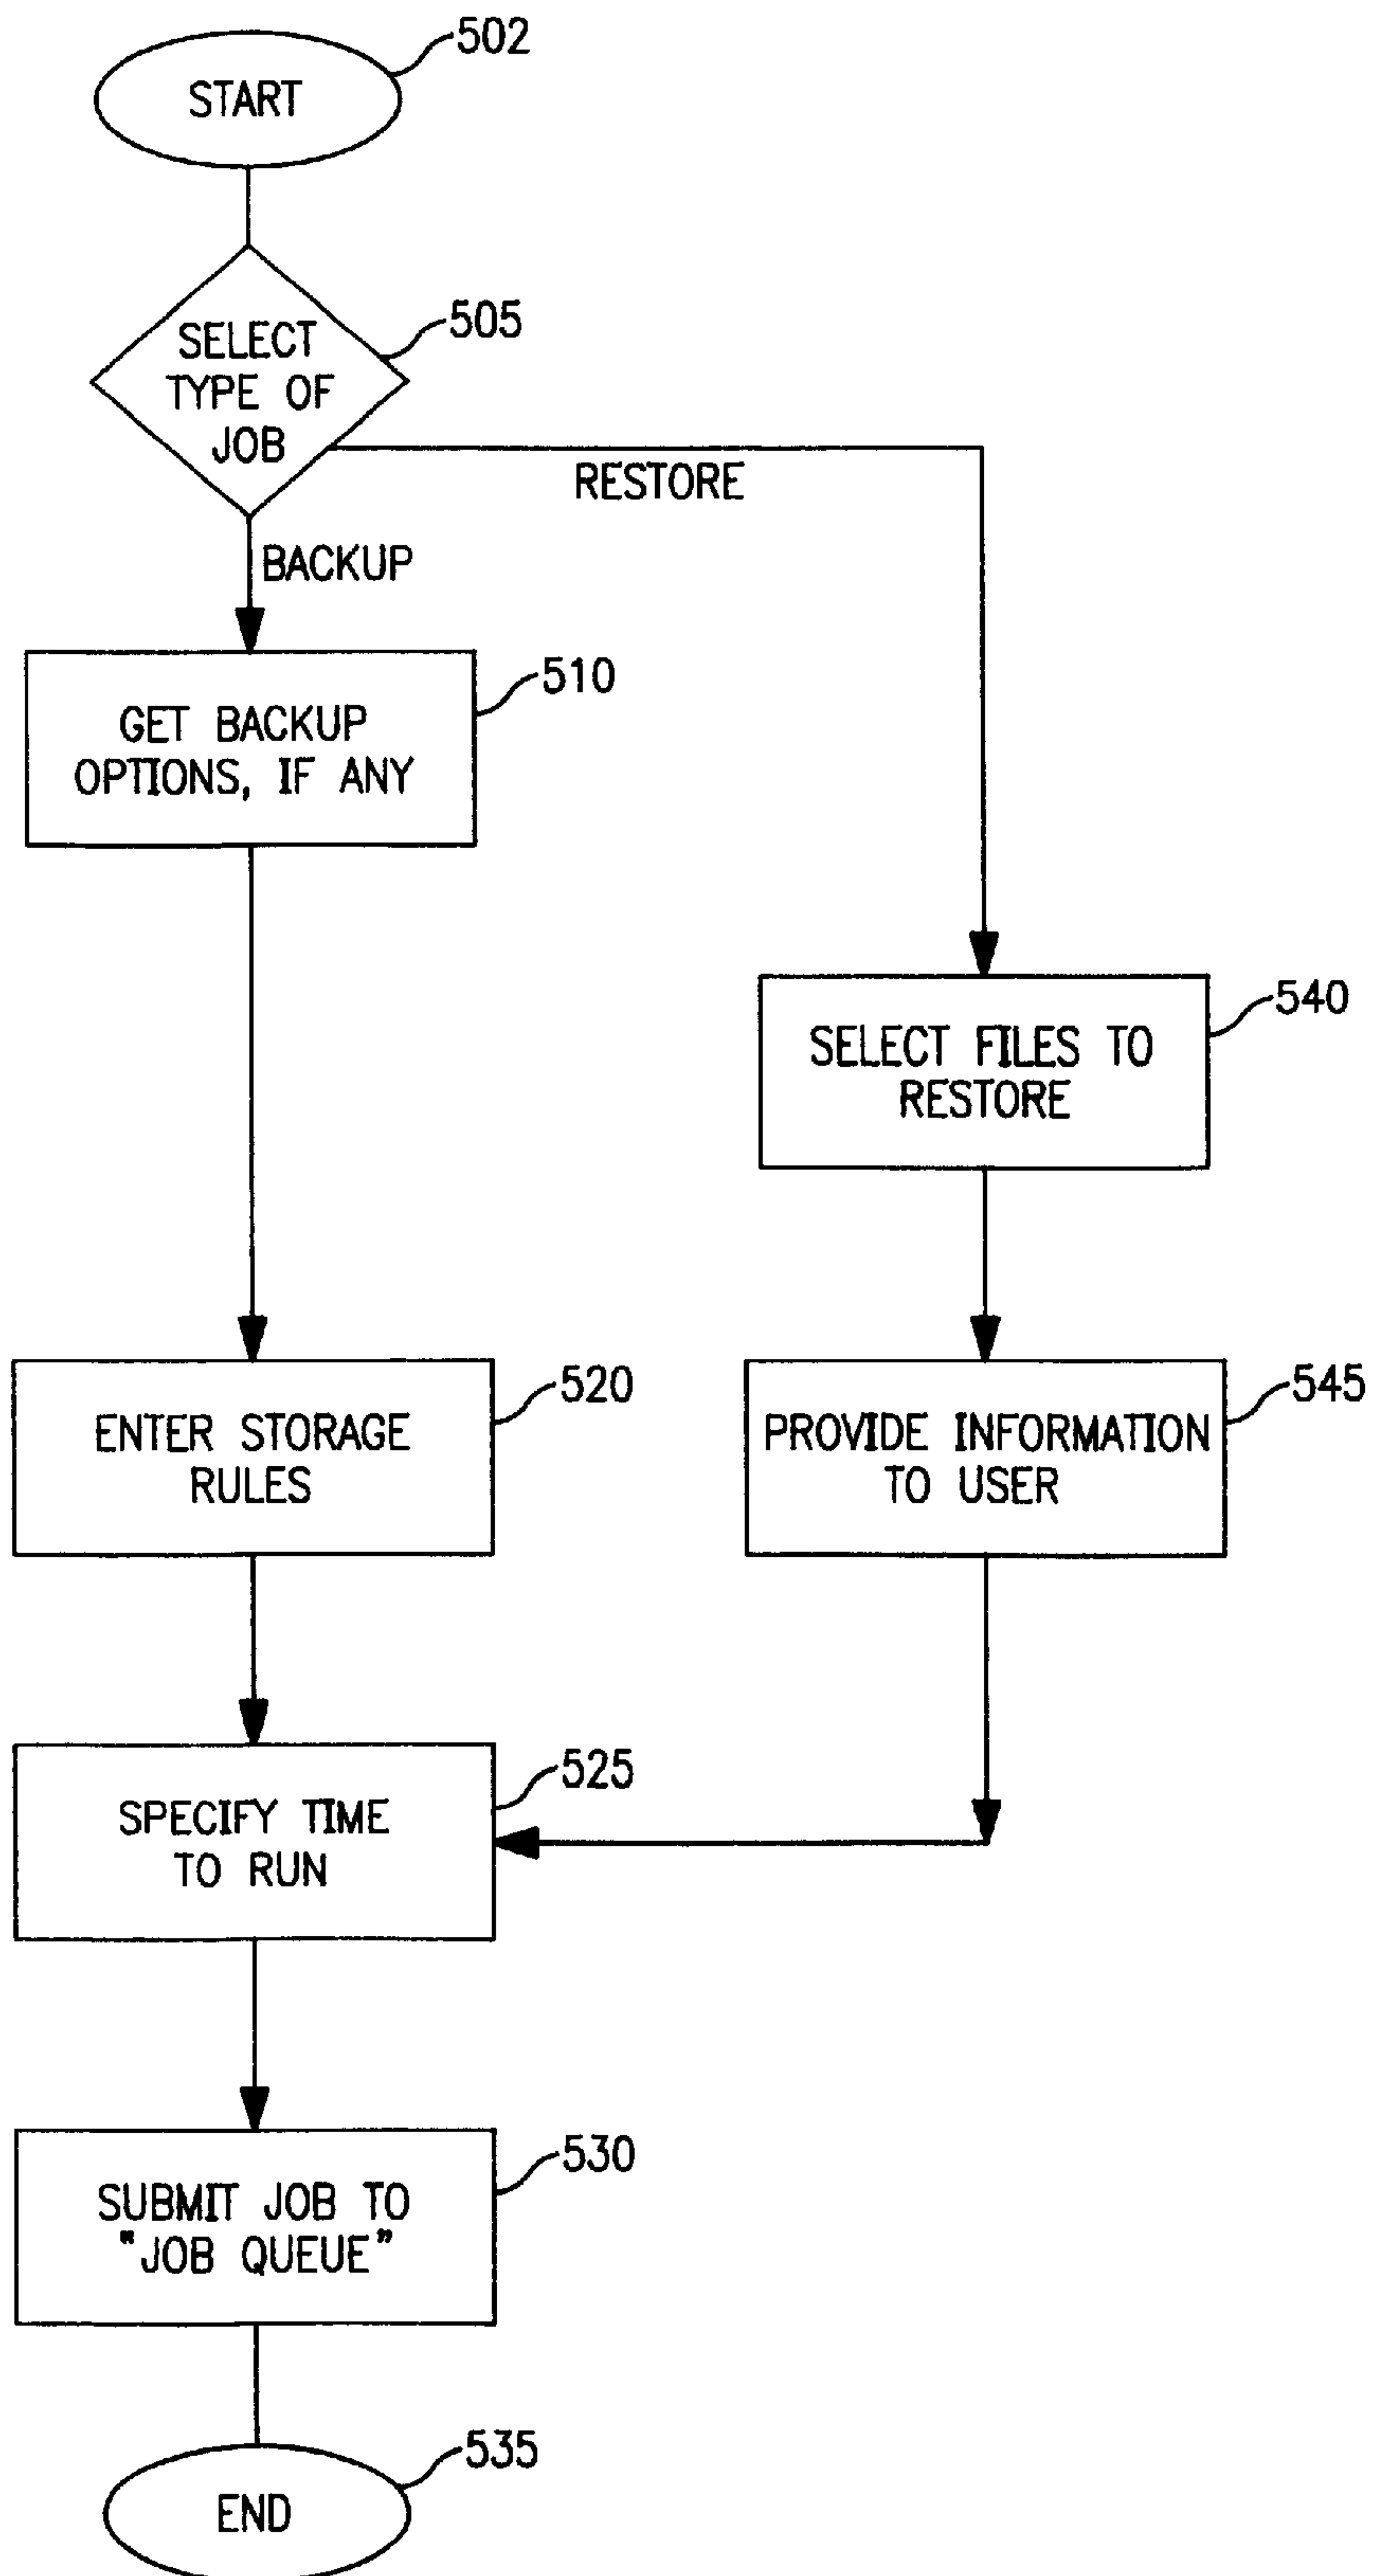 502
START
505
SELECT
TYPE OF
JOB
RESTORE
BACKUP
510
GET BACKUP
OPTIONS, IF ANY
540
SELECT FILES TO
RESTORE
520
ENTER STORAGE
RULES
545
PROVIDE INFORMATION
TO USER
525
SPECIFY TIME
TO RUN
530
SUBMIT JOB TO
"JOB QUEUE"
535
END